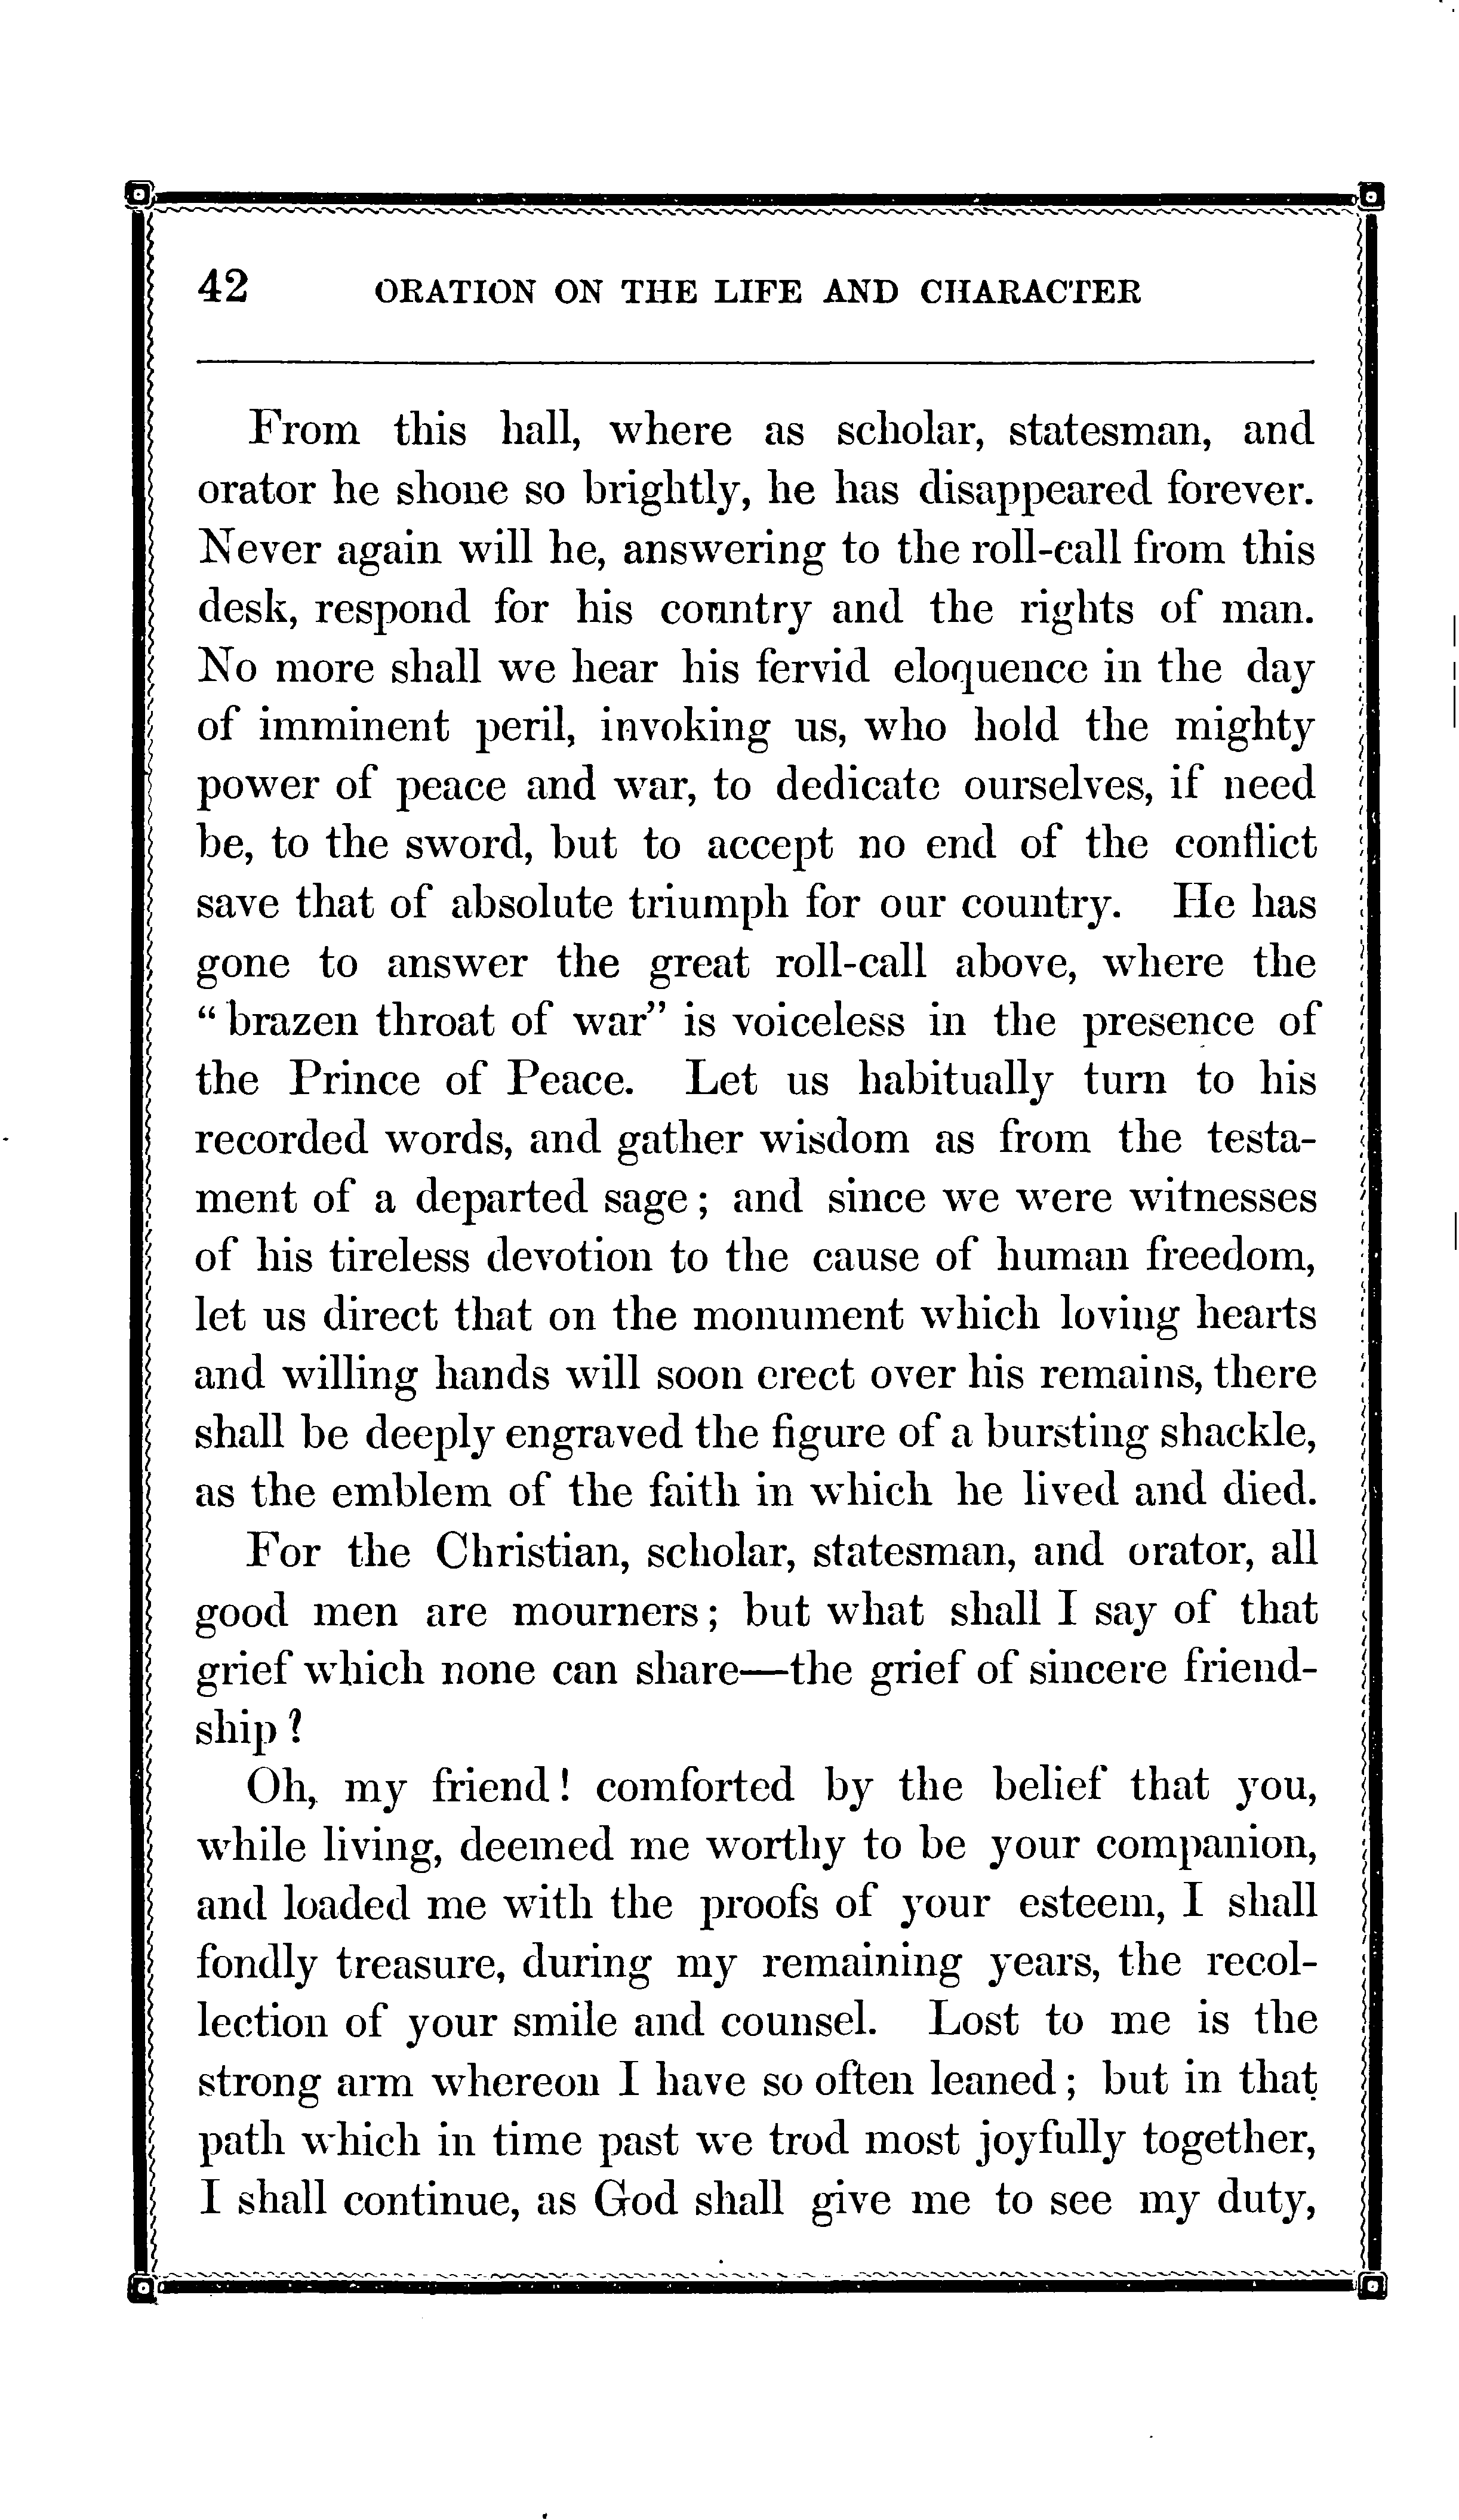 42 ORATION ON THE LIFE AND CHARACTER
From this hall, where as scholar, statesman, and
orator he shone so brightly, he has disappeared forever.
Never again will he, answering to the roll-call from this
desk, respond for his country and the rights of man.
No more shall we hear his fervid eloquence in the day
of imminent peril, invoking us, who hold the mighty
power of peace and war, to dedicate ourselves, if need
be, to the sword, but to accept no end of the conflict
save that of absolute triumph for our country. He has
gone to answer the great roll-call above, where the
“brazen throat of war” is voiceless in the presence of
the Prince of Peace. Let us habitually turn to his
recorded words, and gather wisdom as from the testa-
ment of a departed sage; and since we were witnesses
of his tireless devotion to the cause of human freedom,
let us direct that on the monument which loving hearts
and willing hands will soon erect over his remains, there
shall be deeply engraved the figure of a bursting shackle,
as the emblem of the faith in which he lived and died.
For the Christian, scholar, statesman, and orator, all
good men are mourners; but what shall I say of that
grief which none can share—the grief of sincere friend-
ship?
Oh, my friend! comforted by the belief that you,
while living, deemed me worthy to be your companion,
and loaded me with the proofs of your esteem, I shall
fondly treasure, during my remaining years, the recol-
lection of your smile and counsel. Lost to me is the
strong arm whereon I have so often leaned; but in that
path which in time past we trod most joyfully together,
I shall continue, as God shall give me to see my duty,